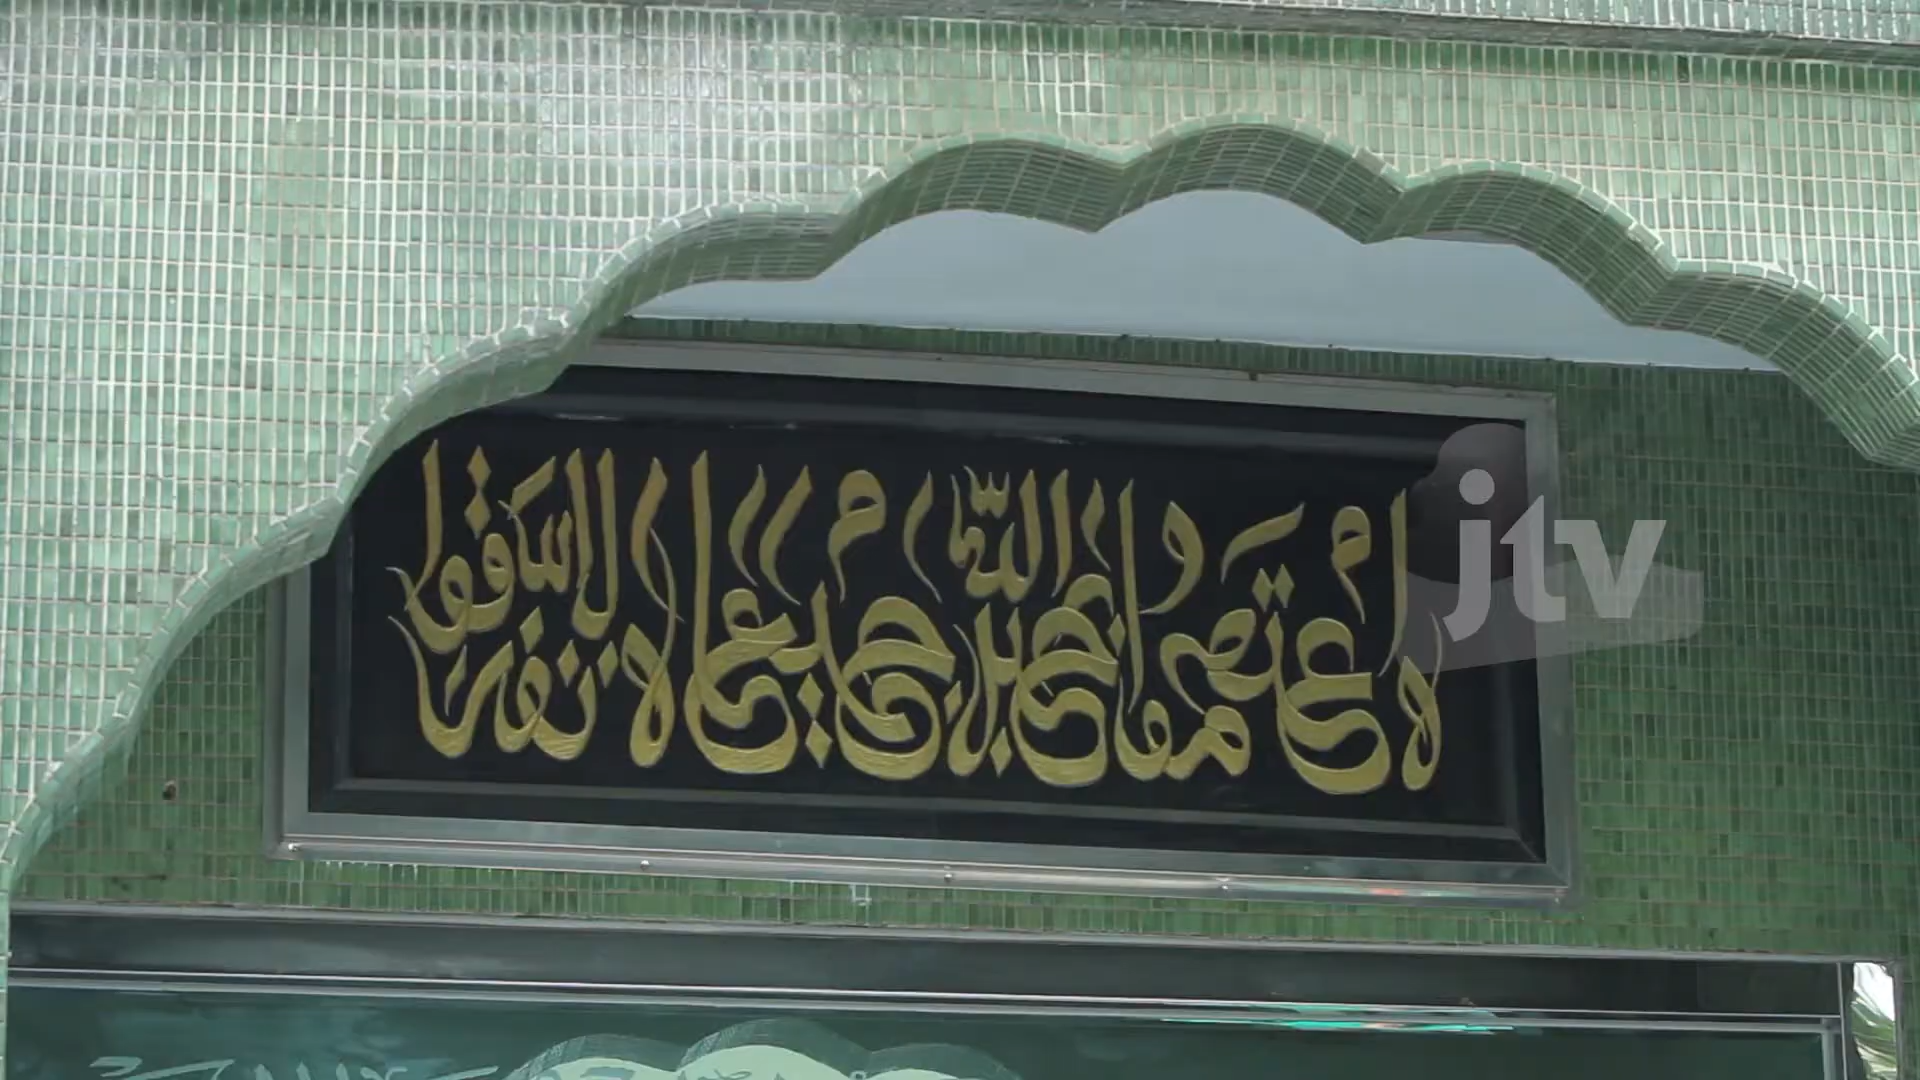 واعتصموا بحبل الله جميعا ولا تفرقوا
jtv